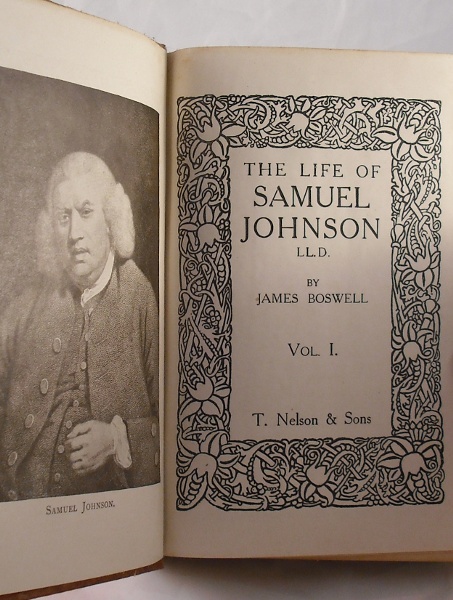 SAMUEL JOHNSON.
THE LIFE OF
SAMUEL
JOHNSON
LL.D.
BY
JAMES BOSWELL
VOL. I.
T. Nelson & Sons